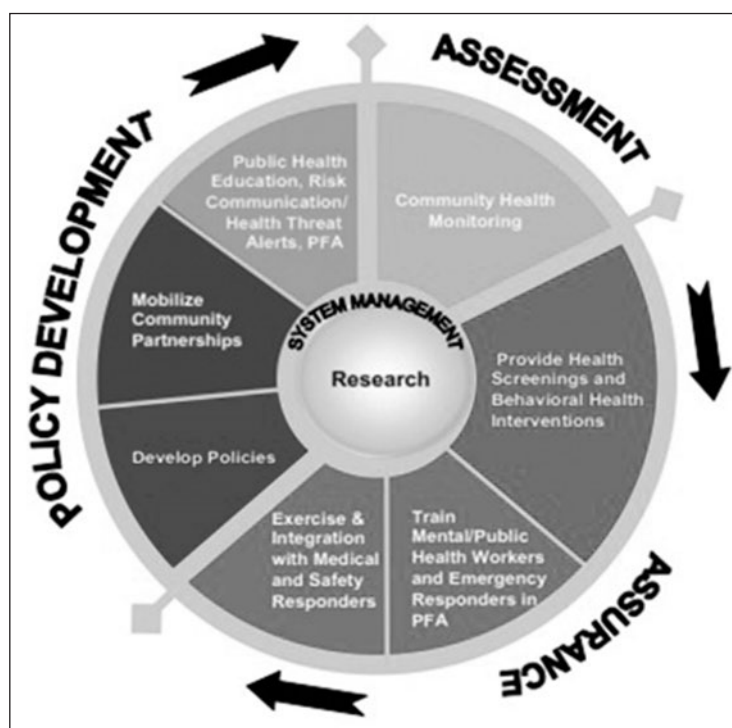 ASSESSMENT
Community Health
Monitoring
Provide Health
Screenings and
Behavioral Health
Interventions
ASSURANCE
Train
Mental/Public
Health Workers
and Emergency
Responders in
PFA
Exercise &
Integration
with Medical
and Safety
Responders
POLICY DEVELOPMENT
Develop Policies
Mobilize
Community
Partnerships
Public Health
Education, Risk
Communication/
Health Threat
Alerts, PFA
SYSTEM MANAGEMENT
Research